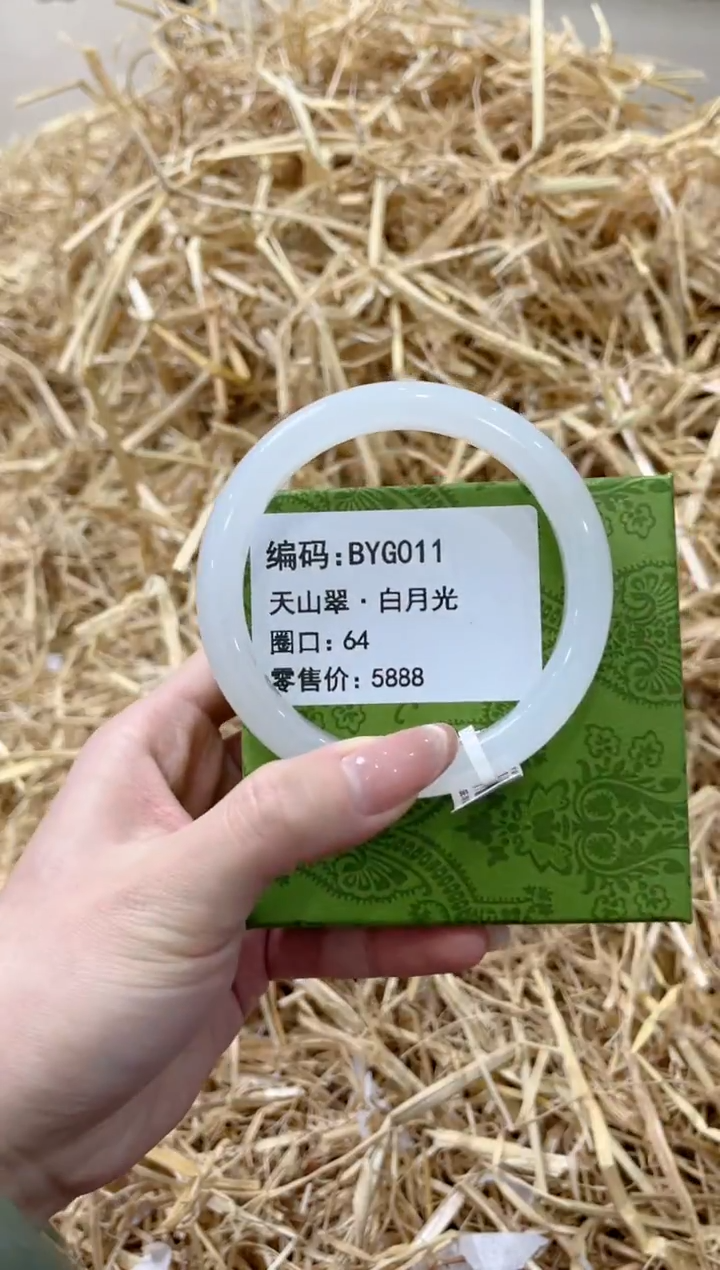 编码:BYG011
天山翠·白月光
圈口: 64
零售价: 5888